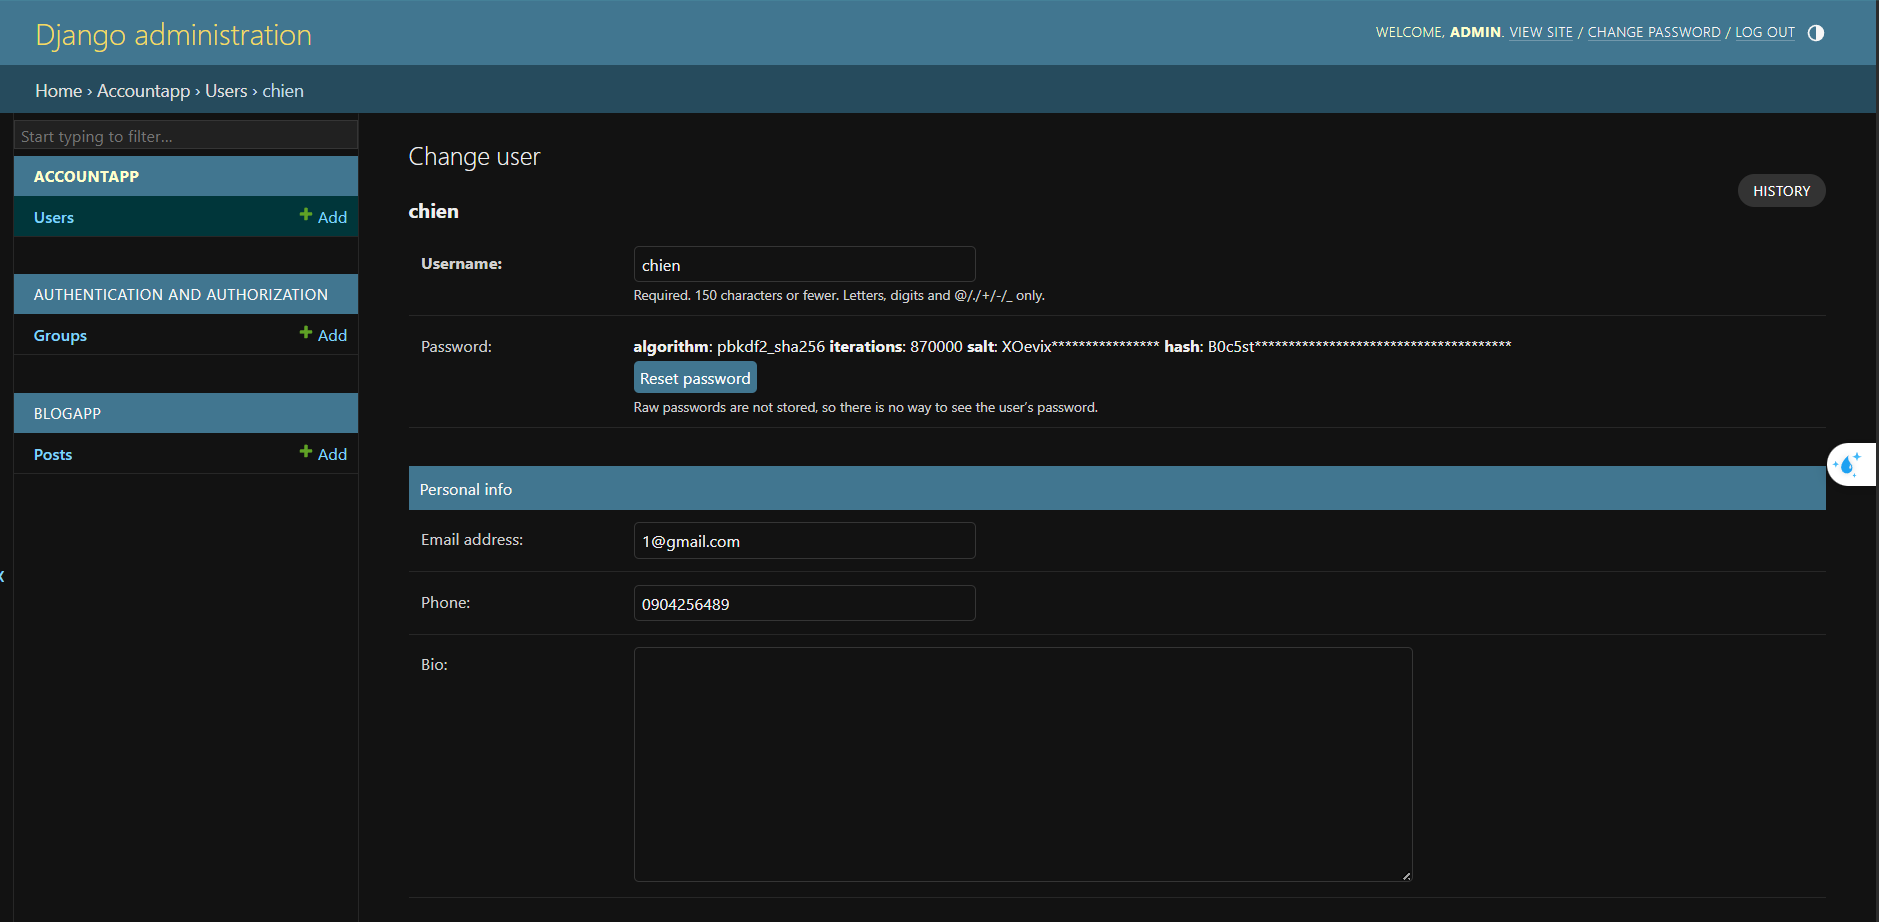 Django administration
WELCOME, ADMIN. VIEW SITE / CHANGE PASSWORD / LOG OUT
Home › Accountapp › Users › chien
Start typing to filter...
ACCOUNTAPP
Users
Add
AUTHENTICATION AND AUTHORIZATION
Groups
Add
BLOGAPP
Posts
Add
Change user
HISTORY
chien
Username:
chien
Required. 150 characters or fewer. Letters, digits and @/./+/-/_ only.
Password:
algorithm: pbkdf2_sha256 iterations: 870000 salt: XOevix**************** hash: B0c5st**************************************
Reset password
Raw passwords are not stored, so there is no way to see the user’s password.
Personal info
Email address:
1@gmail.com
Phone:
0904256489
Bio: